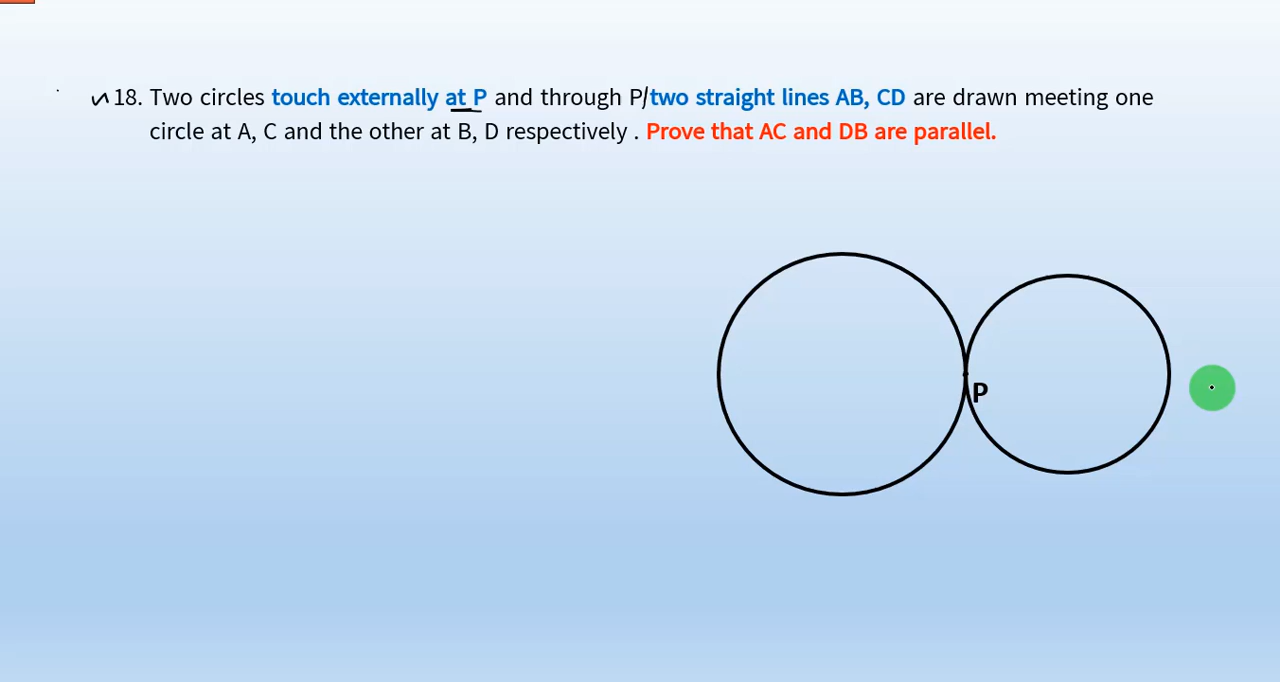 18. Two circles touch externally at P and through P/two straight lines AB, CD are drawn meeting one
circle at A, C and the other at B, D respectively . Prove that AC and DB are parallel.
P